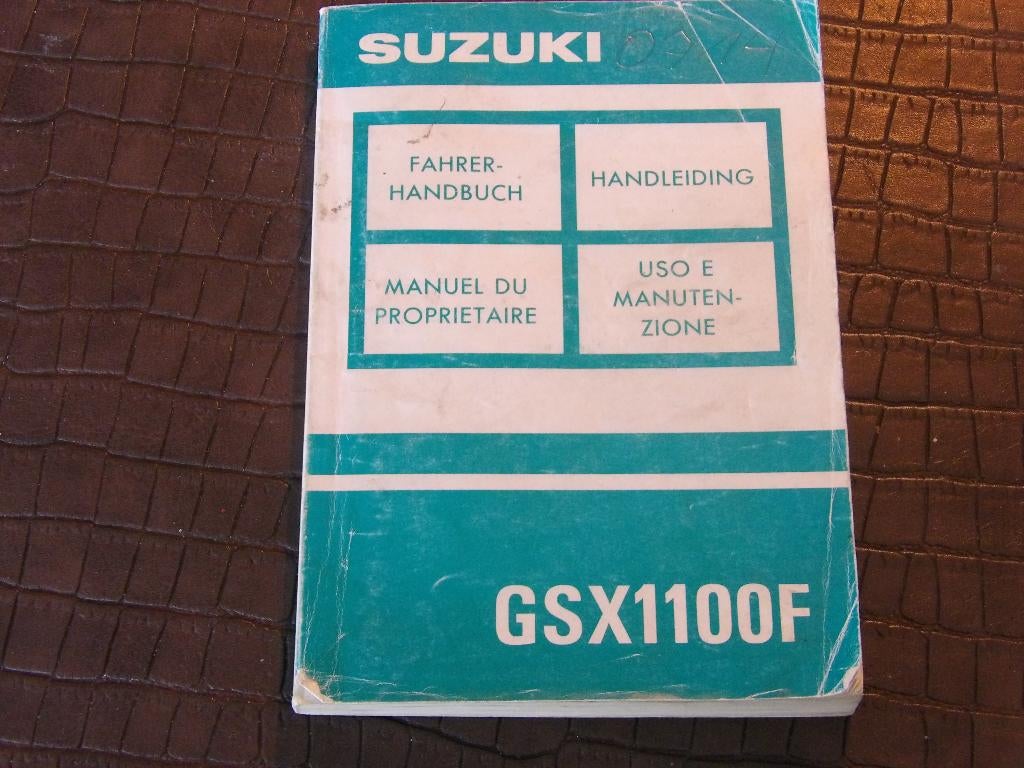 SUZUKI
FAHRER-
HANDBUCH
HANDLEIDING
MANUEL DU
PROPRIETAIRE
USO E
MANUTEN-
ZIONE
GSX1100F